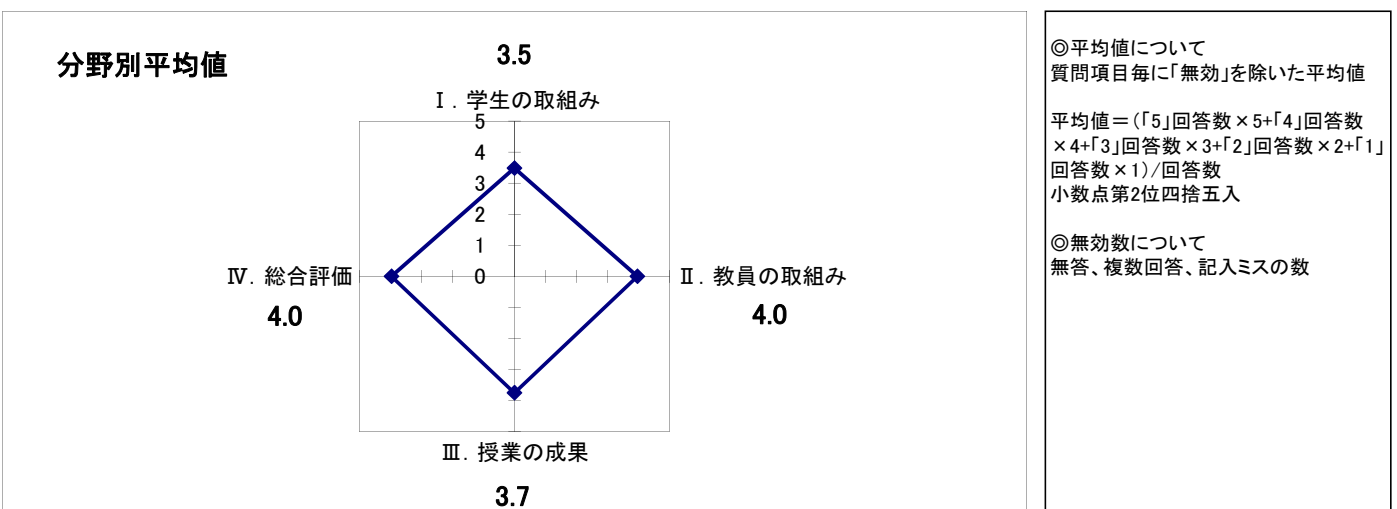 分野別平均値
3.5
Ⅰ. 学生の取組み
5
4
3
2
1
0
Ⅳ. 総合評価
4.0
Ⅱ. 教員の取組み
4.0
Ⅲ. 授業の成果
3.7
◎平均値について
質問項目毎に「無効」を除いた平均値
平均値＝(「5」回答数×5+「4」回答数
×4+「3」回答数×3+「2」回答数×2+「1」
回答数×1)/回答数
小数点第2位四捨五入
◎無効数について
無答、複数回答、記入ミスの数